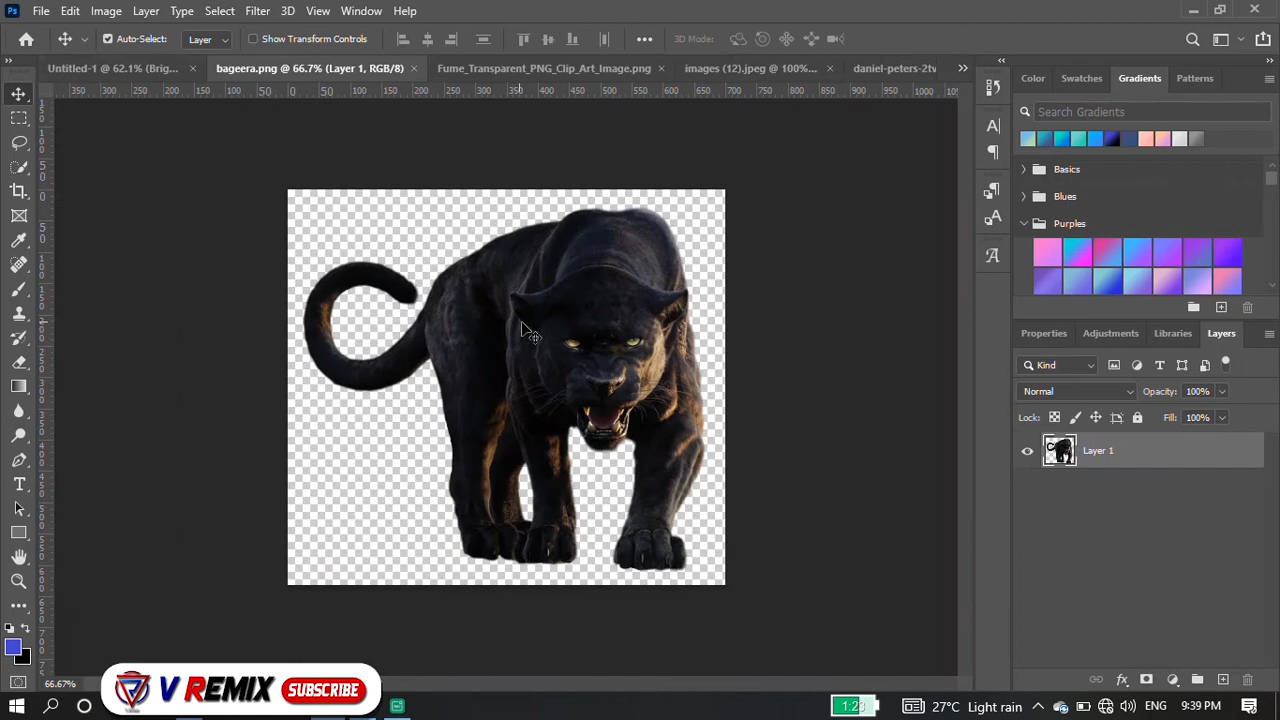 Ps File Edit Image Layer Type Select Filter 3D View Window Help
Auto-Select: Layer Show Transform Controls 3D Mode:
Untitled-1 @ 62.1% (Brig... × bageera.png @ 66.7% (Layer 1, RGB/8) × Fume_Transparent_PNG_Clip_Art_Image.png × images (12).jpeg @ 100%... × daniel-peters-2tv
350 300 250 200 150 100 50 0 50 100 150 200 250 300 350 400 450 500 550 600 650 700 750 800 850 900 950 1000
Color Swatches Gradients Patterns
Search Gradients
Basics
Blues
Purples
Properties Adjustments Libraries Layers
Kind
Normal Opacity: 100%
Lock: Fill: 100%
Layer 1
66.67%
V REMIX SUBSCRIBE
1:23 27°C Light rain ENG 9:39 PM